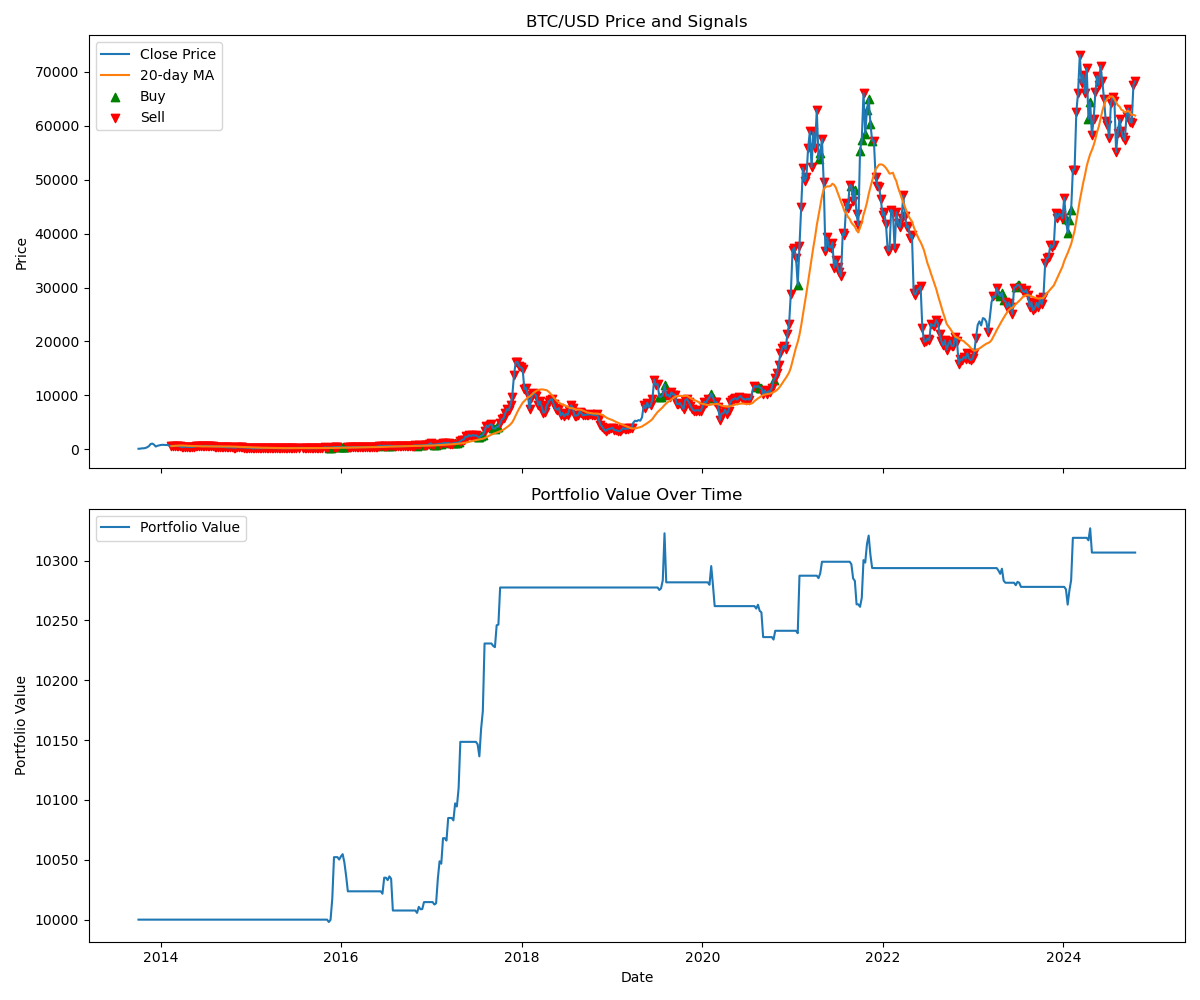 BTC/USD Price and Signals
Close Price
20-day MA
Buy
Sell
Price
70000
60000
50000
40000
30000
20000
10000
0
Portfolio Value Over Time
Portfolio Value
Portfolio Value
10300
10250
10200
10150
10100
10050
10000
2014
2016
2018
2020
2022
2024
Date